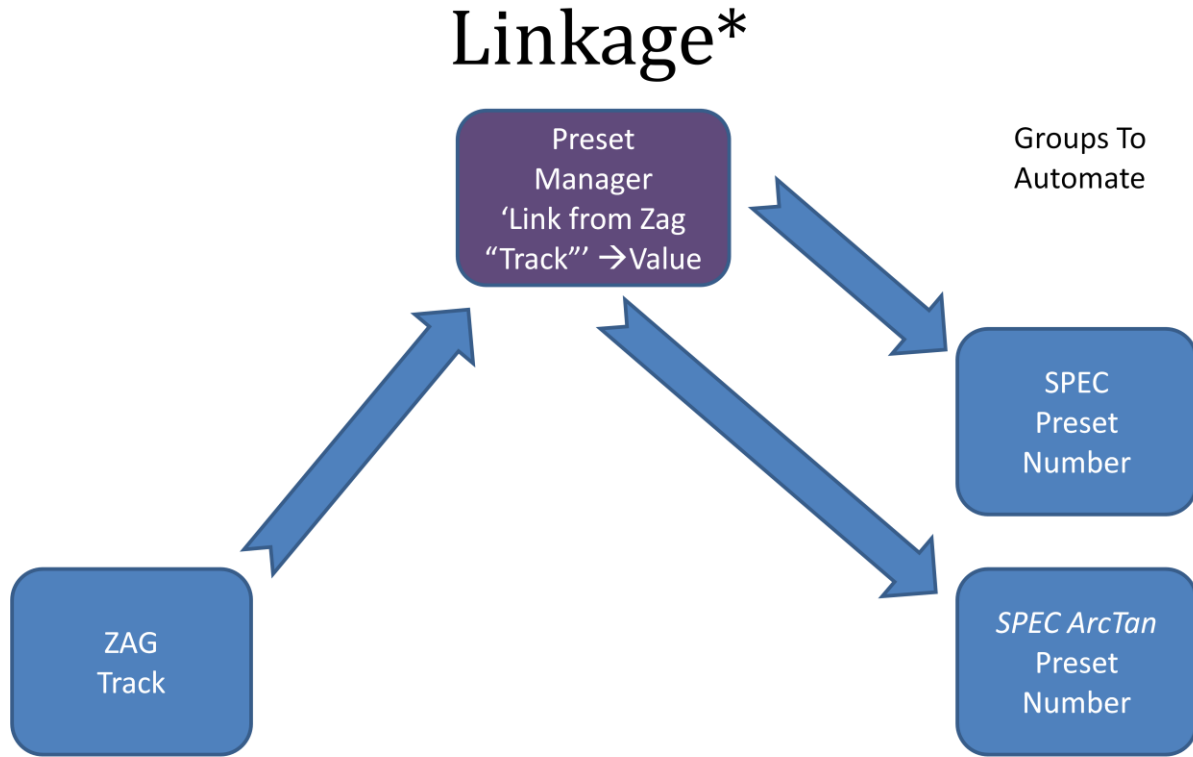 Linkage*
Preset
Manager
‘Link from Zag
“Track”’ →Value
Groups To
Automate
SPEC
Preset
Number
ZAG
Track
SPEC ArcTan
Preset
Number